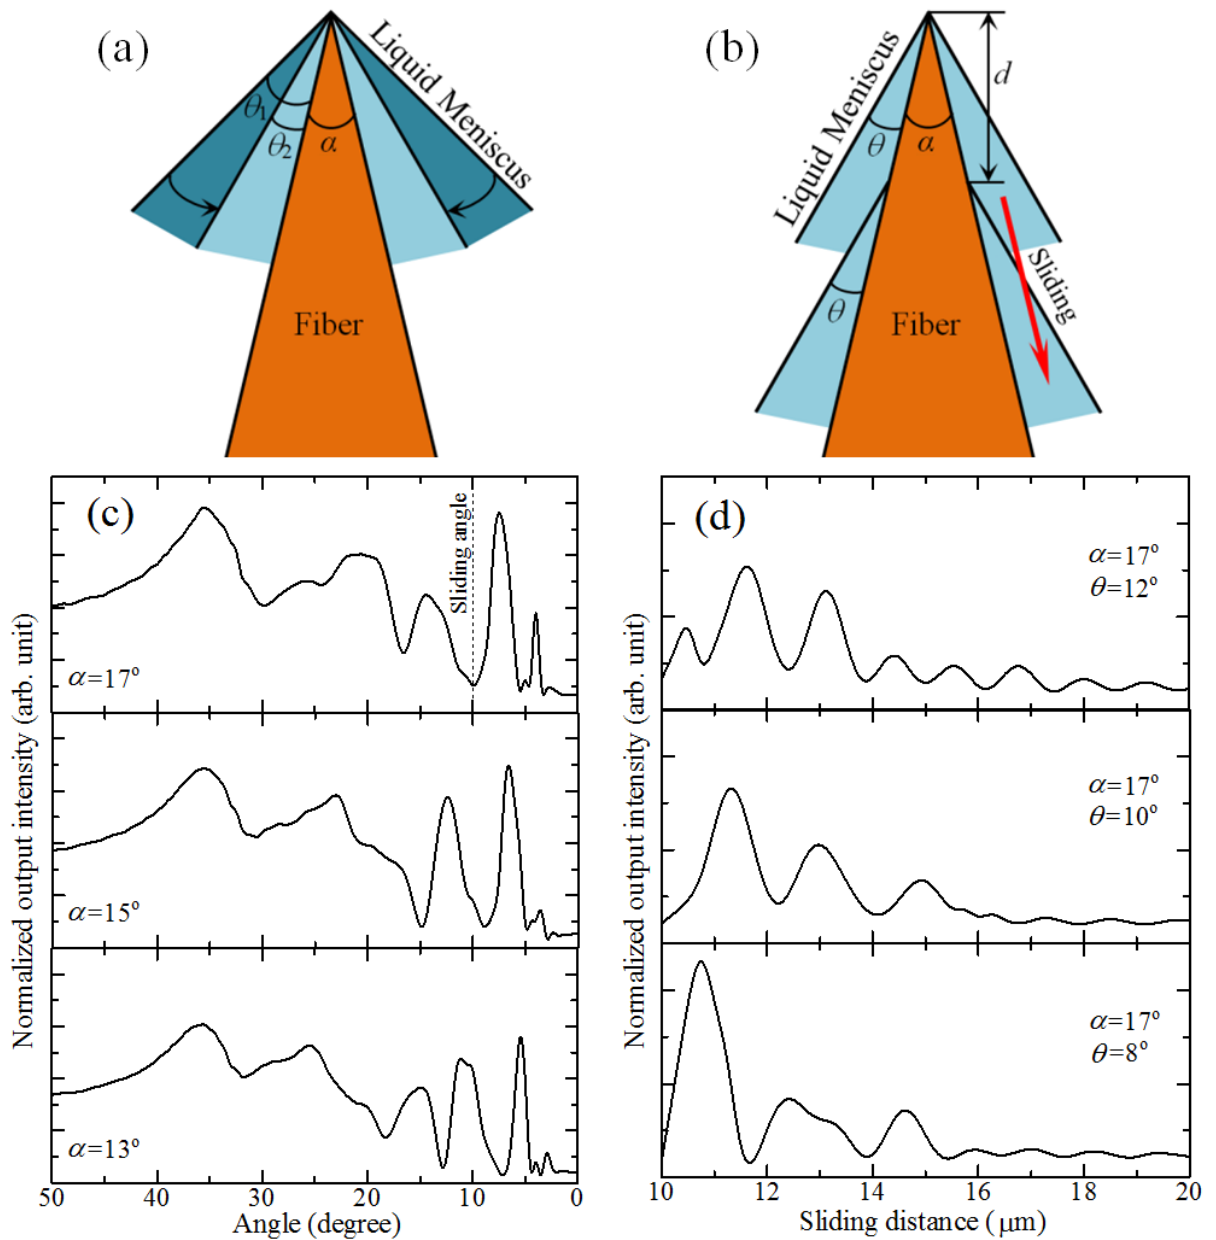 (a)
Liquid Meniscus
θ₁
θ₂
α
Fiber
(b)
Liquid Meniscus
d
θ
α
θ
Sliding
Fiber
Normalized output intensity (arb. unit)
(c)
Sliding angle
α=17°
α=15°
α=13°
50 40 30 20 10 0
Angle (degree)
Normalized output intensity (arb. unit)
(d)
α=17°
θ=12°
α=17°
θ=10°
α=17°
θ=8°
10 12 14 16 18 20
Sliding distance (μm)